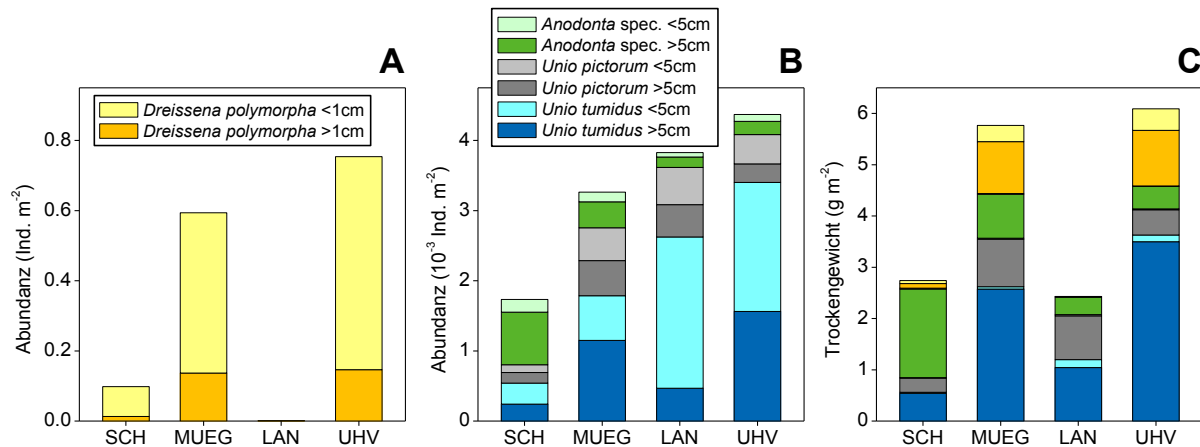 A
Dreissena polymorpha <1cm
Dreissena polymorpha >1cm
Abundanz (Ind. m-2)
0.8
0.6
0.4
0.2
0.0
SCH MUEG LAN UHV
B
Anodonta spec. <5cm
Anodonta spec. >5cm
Unio pictorum <5cm
Unio pictorum >5cm
Unio tumidus <5cm
Unio tumidus >5cm
Abundanz (10-3 Ind. m-2)
4
3
2
1
0
SCH MUEG LAN UHV
C
Trockengewicht (g m-2)
6
5
4
3
2
1
0
SCH MUEG LAN UHV